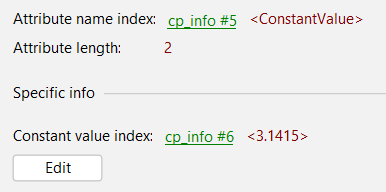 Attribute name index: cp_info #5 <ConstantValue>
Attribute length: 2
Specific info
Constant value index: cp_info #6 <3.1415>
Edit